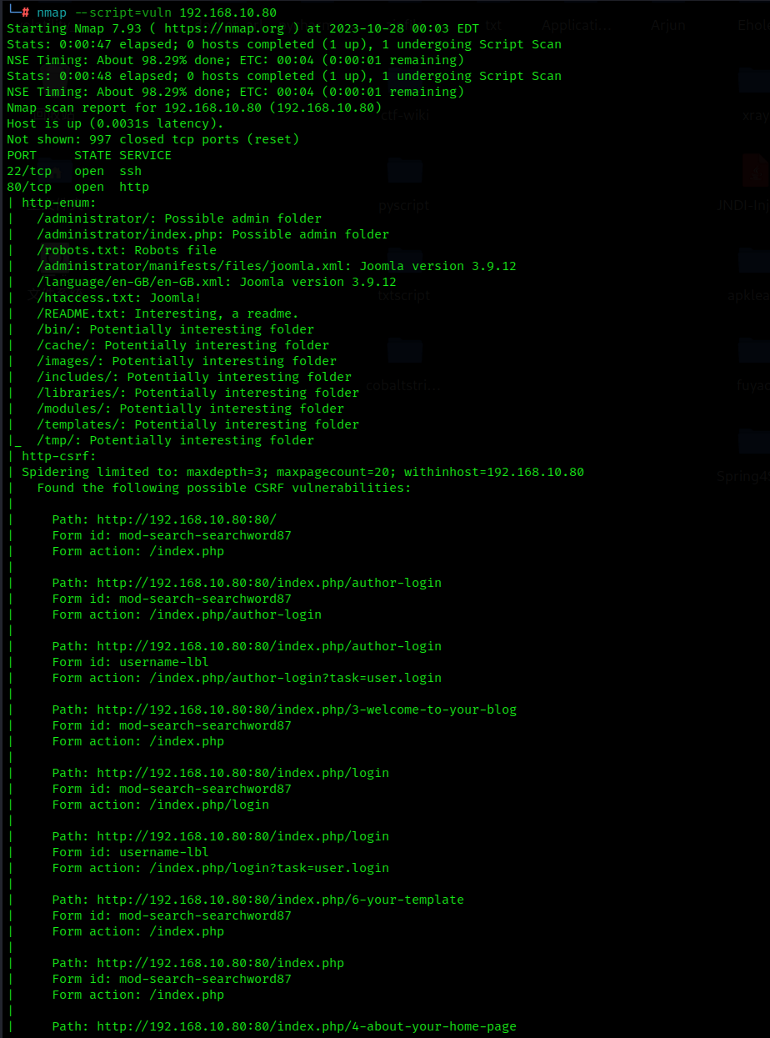 └─# nmap --script=vuln 192.168.10.80
Starting Nmap 7.93 ( https://nmap.org ) at 2023-10-28 00:03 EDT
Stats: 0:00:47 elapsed; 0 hosts completed (1 up), 1 undergoing Script Scan
NSE Timing: About 98.29% done; ETC: 00:04 (0:00:01 remaining)
Stats: 0:00:48 elapsed; 0 hosts completed (1 up), 1 undergoing Script Scan
NSE Timing: About 98.29% done; ETC: 00:04 (0:00:01 remaining)
Nmap scan report for 192.168.10.80 (192.168.10.80)
Host is up (0.0031s latency).
Not shown: 997 closed tcp ports (reset)
PORT   STATE SERVICE
22/tcp open  ssh
80/tcp open  http
| http-enum:
|   /administrator/: Possible admin folder
|   /administrator/index.php: Possible admin folder
|   /robots.txt: Robots file
|   /administrator/manifests/files/joomla.xml: Joomla version 3.9.12
|   /language/en-GB/en-GB.xml: Joomla version 3.9.12
|   /htaccess.txt: Joomla!
|   /README.txt: Interesting, a readme.
|   /bin/: Potentially interesting folder
|   /cache/: Potentially interesting folder
|   /images/: Potentially interesting folder
|   /includes/: Potentially interesting folder
|   /libraries/: Potentially interesting folder
|   /modules/: Potentially interesting folder
|   /templates/: Potentially interesting folder
|_  /tmp/: Potentially interesting folder
| http-csrf:
| Spidering limited to: maxdepth=3; maxpagecount=20; withinhost=192.168.10.80
|   Found the following possible CSRF vulnerabilities:
|
|     Path: http://192.168.10.80:80/
|     Form id: mod-search-searchword87
|     Form action: /index.php
|
|     Path: http://192.168.10.80:80/index.php/author-login
|     Form id: mod-search-searchword87
|     Form action: /index.php/author-login
|
|     Path: http://192.168.10.80:80/index.php/author-login
|     Form id: username-lbl
|     Form action: /index.php/author-login?task=user.login
|
|     Path: http://192.168.10.80:80/index.php/3-welcome-to-your-blog
|     Form id: mod-search-searchword87
|     Form action: /index.php
|
|     Path: http://192.168.10.80:80/index.php/login
|     Form id: mod-search-searchword87
|     Form action: /index.php/login
|
|     Path: http://192.168.10.80:80/index.php/login
|     Form id: username-lbl
|     Form action: /index.php/login?task=user.login
|
|     Path: http://192.168.10.80:80/index.php/6-your-template
|     Form id: mod-search-searchword87
|     Form action: /index.php
|
|     Path: http://192.168.10.80:80/index.php
|     Form id: mod-search-searchword87
|     Form action: /index.php
|
|     Path: http://192.168.10.80:80/index.php/4-about-your-home-page
txt
Applicati...
Arjun
ctf-wiki
xray
pyscript
txtscript
cobaltstri...